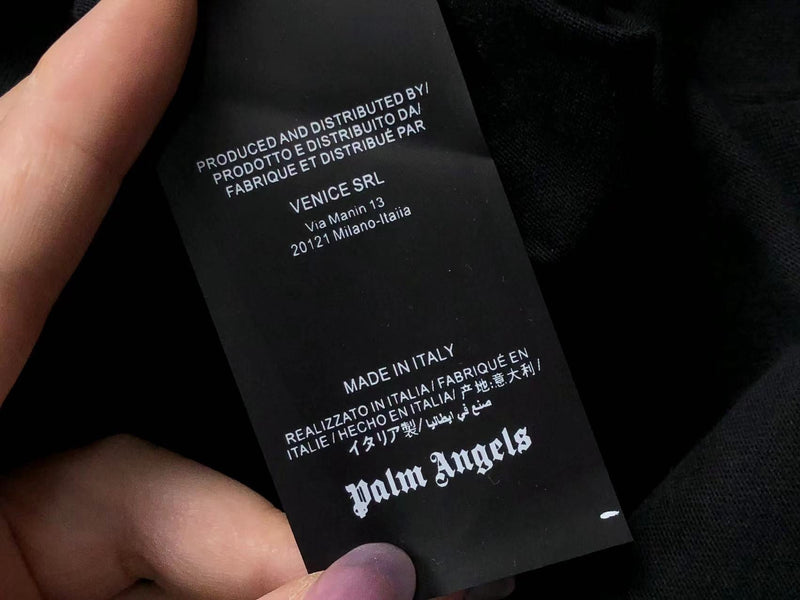 PRODUCED AND DISTRIBUTED BY/
PRODOTTO E DISTRIBUITO DA/
FABRIQUE ET DISTRIBUÉ PAR
VENICE SRL
Via Manin 13
20121 Milano-Italia
MADE IN ITALY
REALIZZATO IN ITALIA / FABRIQUÉ EN
ITALIE / HECHO EN ITALIA/ 产地:意大利/
イタリア製/ صنع في ايطاليا
Palm Angels